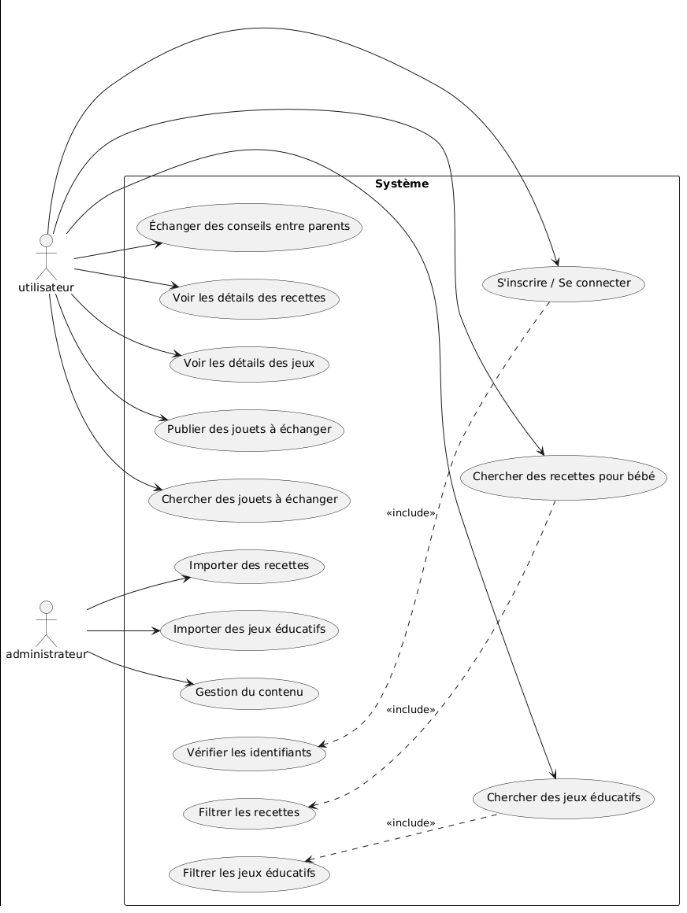 Système
Échanger des conseils entre parents
S'inscrire / Se connecter
utilisateur
Voir les détails des recettes
Voir les détails des jeux
Publier des jouets à échanger
Chercher des recettes pour bébé
Chercher des jouets à échanger
«include»
Importer des recettes
Importer des jeux éducatifs
administrateur
Gestion du contenu
«include»
Vérifier les identifiants
Chercher des jeux éducatifs
Filtrer les recettes
«include»
Filtrer les jeux éducatifs